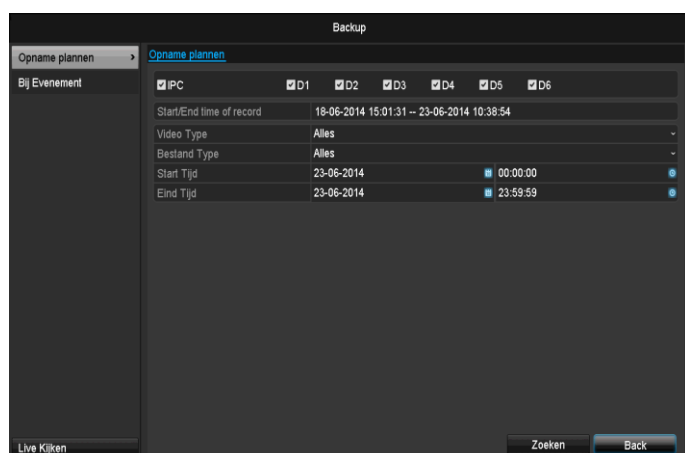 Backup
Opname plannen >
Opname plannen
Bij Evenement
IPC D1 D2 D3 D4 D5 D6
Start/End time of record 18-06-2014 15:01:31 -- 23-06-2014 10:38:54
Video Type Alles
Bestand Type Alles
Start Tijd 23-06-2014 00:00:00
Eind Tijd 23-06-2014 23:59:59
Live Kijken
Zoeken
Back